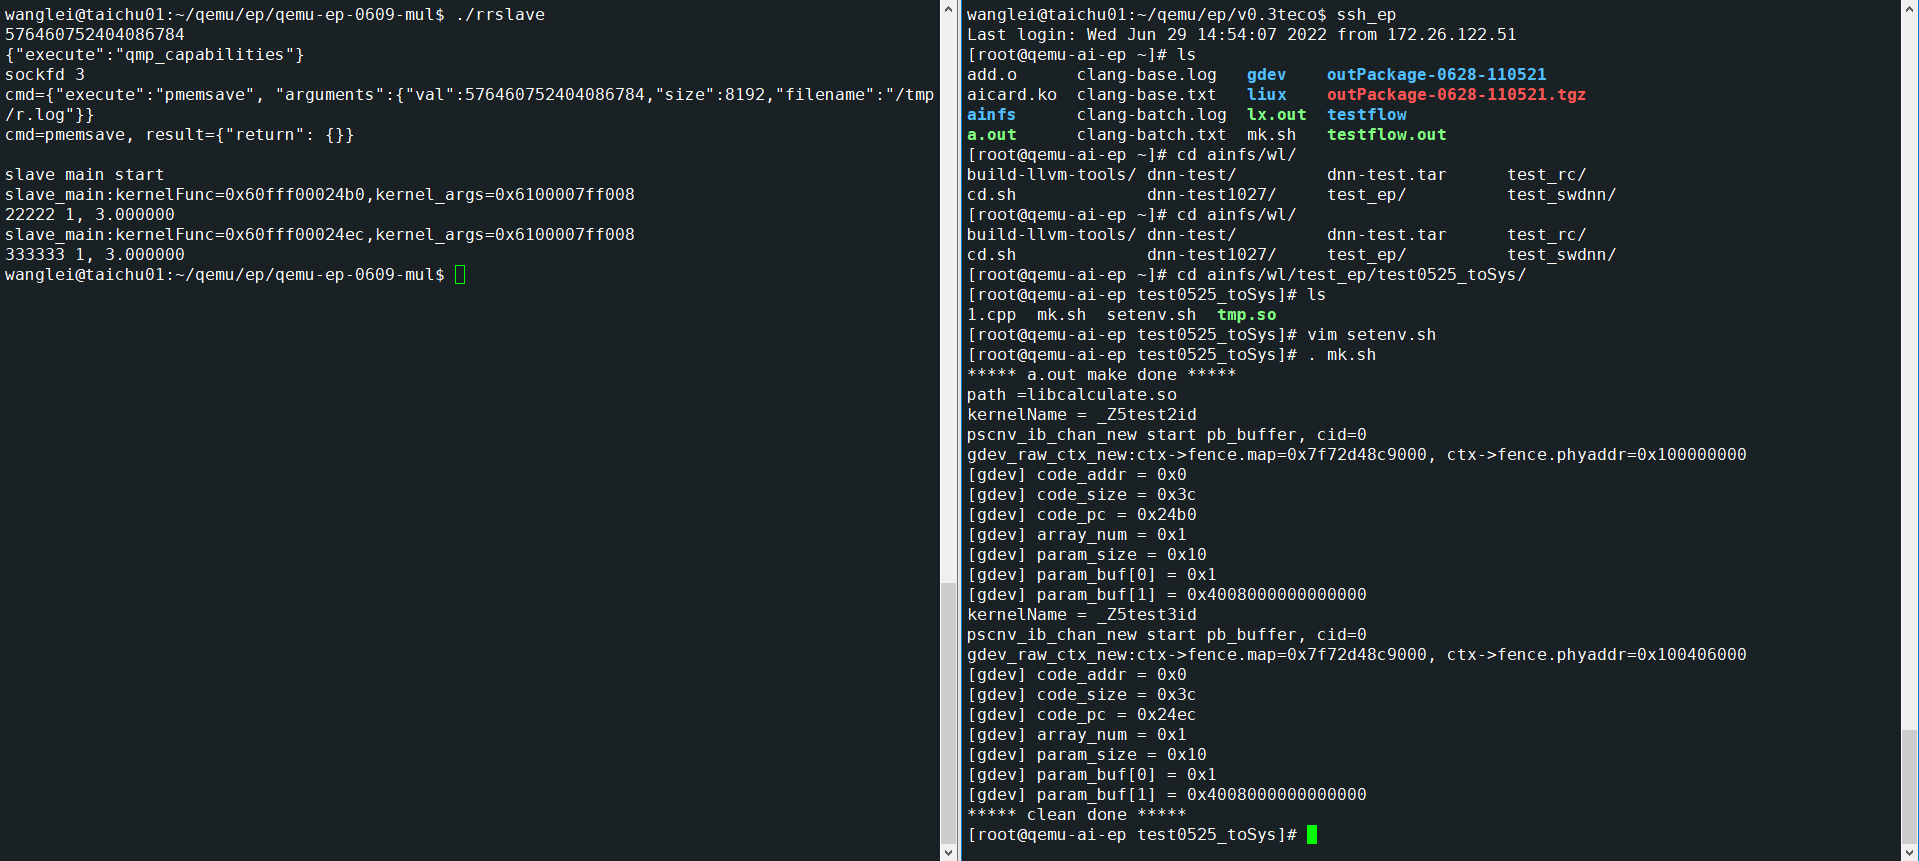 wanglei@taichu01:~/qemu/ep/qemu-ep-0609-mul$ ./rrslave
576460752404086784
{"execute":"qmp_capabilities"}
sockfd 3
cmd={"execute":"pmemsave", "arguments":{"val":576460752404086784,"size":8192,"filename":"/tmp
/r.log"}}
cmd=pmemsave, result={"return": {}}
slave main start
slave_main:kernelFunc=0x60fff00024b0,kernel_args=0x6100007ff008
22222 1, 3.000000
slave_main:kernelFunc=0x60fff00024ec,kernel_args=0x6100007ff008
333333 1, 3.000000
wanglei@taichu01:~/qemu/ep/qemu-ep-0609-mul$
wanglei@taichu01:~/qemu/ep/v0.3teco$ ssh_ep
Last login: Wed Jun 29 14:54:07 2022 from 172.26.122.51
[root@qemu-ai-ep ~]# ls
add.o      clang-base.log   gdev    outPackage-0628-110521
aicard.ko  clang-base.txt   liux    outPackage-0628-110521.tgz
ainfs      clang-batch.log  lx.out  testflow
a.out      clang-batch.txt  mk.sh   testflow.out
[root@qemu-ai-ep ~]# cd ainfs/wl/
build-llvm-tools/ dnn-test/         dnn-test.tar      test_rc/
cd.sh             dnn-test1027/     test_ep/          test_swdnn/
[root@qemu-ai-ep ~]# cd ainfs/wl/
build-llvm-tools/ dnn-test/         dnn-test.tar      test_rc/
cd.sh             dnn-test1027/     test_ep/          test_swdnn/
[root@qemu-ai-ep ~]# cd ainfs/wl/test_ep/test0525_toSys/
[root@qemu-ai-ep test0525_toSys]# ls
1.cpp  mk.sh  setenv.sh  tmp.so
[root@qemu-ai-ep test0525_toSys]# vim setenv.sh
[root@qemu-ai-ep test0525_toSys]# . mk.sh
***** a.out make done *****
path =libcalculate.so
kernelName = _Z5test2id
pscnv_ib_chan_new start pb_buffer, cid=0
gdev_raw_ctx_new:ctx->fence.map=0x7f72d48c9000, ctx->fence.phyaddr=0x100000000
[gdev] code_addr = 0x0
[gdev] code_size = 0x3c
[gdev] code_pc = 0x24b0
[gdev] array_num = 0x1
[gdev] param_size = 0x10
[gdev] param_buf[0] = 0x1
[gdev] param_buf[1] = 0x4008000000000000
kernelName = _Z5test3id
pscnv_ib_chan_new start pb_buffer, cid=0
gdev_raw_ctx_new:ctx->fence.map=0x7f72d48c9000, ctx->fence.phyaddr=0x100406000
[gdev] code_addr = 0x0
[gdev] code_size = 0x3c
[gdev] code_pc = 0x24ec
[gdev] array_num = 0x1
[gdev] param_size = 0x10
[gdev] param_buf[0] = 0x1
[gdev] param_buf[1] = 0x4008000000000000
***** clean done *****
[root@qemu-ai-ep test0525_toSys]#